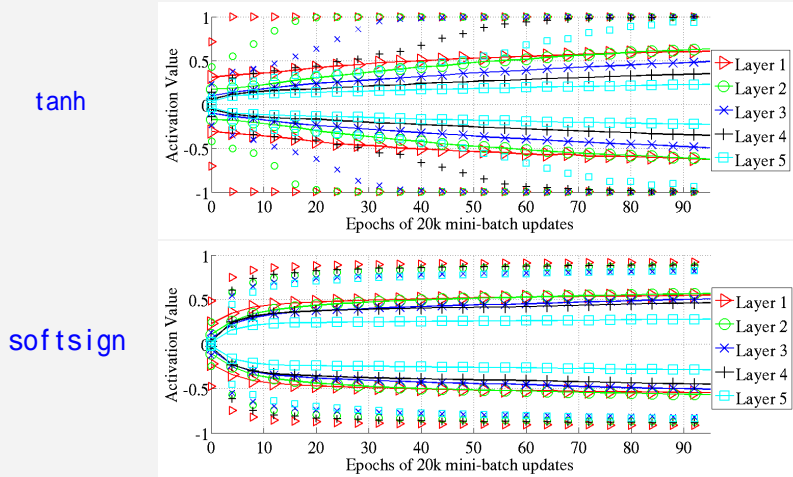 tanh
Activation Value
1
0.5
0
-0.5
-1
0 10 20 30 40 50 60 70 80 90
Epochs of 20k mini-batch updates
Layer 1
Layer 2
Layer 3
Layer 4
Layer 5
softsign
Activation Value
1
0.5
0
-0.5
-1
0 10 20 30 40 50 60 70 80 90
Epochs of 20k mini-batch updates
Layer 1
Layer 2
Layer 3
Layer 4
Layer 5